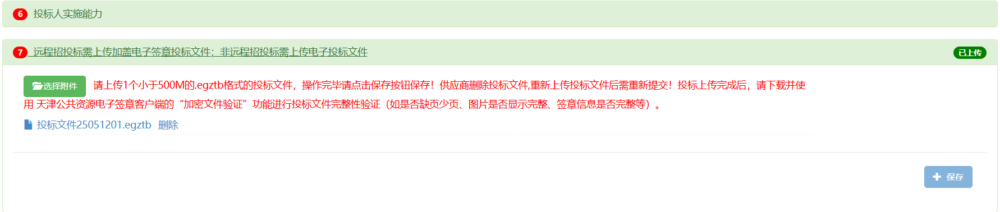 6 投标人实施能力
7 远程招投标需上传加盖电子签章投标文件；非远程招投标需上传电子投标文件 已上传
选择附件 请上传1个小于500M的.egztb格式的投标文件，操作完毕请点击保存按钮保存！供应商删除投标文件,重新上传投标文件后需重新提交！投标上传完成后，请下载并使
用 天津公共资源电子签章客户端的“加密文件验证”功能进行投标文件完整性验证（如是否缺页少页、图片是否显示完整、签章信息是否完整等）。
投标文件25051201.egztb 删除
保存